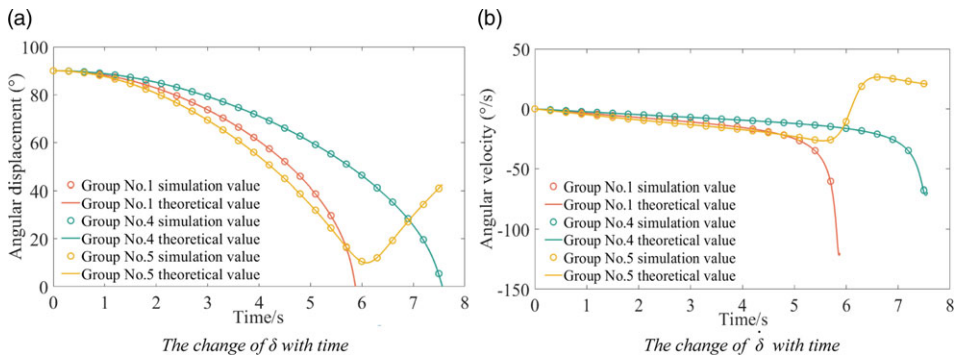 (a)
100
80
60
40
20
0
Angular displacement (°)
Group No.1 simulation value
Group No.1 theoretical value
Group No.4 simulation value
Group No.4 theoretical value
Group No.5 simulation value
Group No.5 theoretical value
0 1 2 3 4 5 6 7 8
Time/s
The change of δ with time
(b)
50
0
-50
-100
-150
Angular velocity (°/s)
Group No.1 simulation value
Group No.1 theoretical value
Group No.4 simulation value
Group No.4 theoretical value
Group No.5 simulation value
Group No.5 theoretical value
0 1 2 3 4 5 6 7 8
Time/s
The change of δ̇ with time